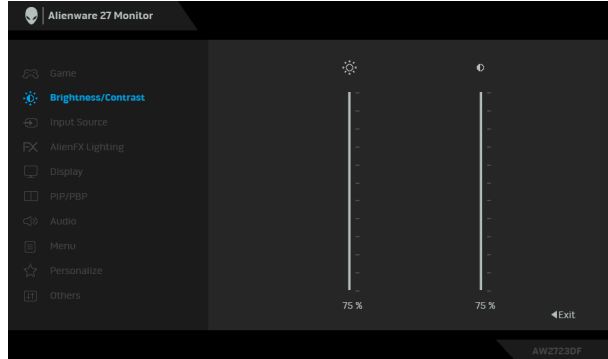 Alienware 27 Monitor
Game
Brightness/Contrast
Input Source
FX AlienFX Lighting
Display
PIP/PBP
Audio
Menu
Personalize
Others
75 % 75 %
Exit
AW2723DF